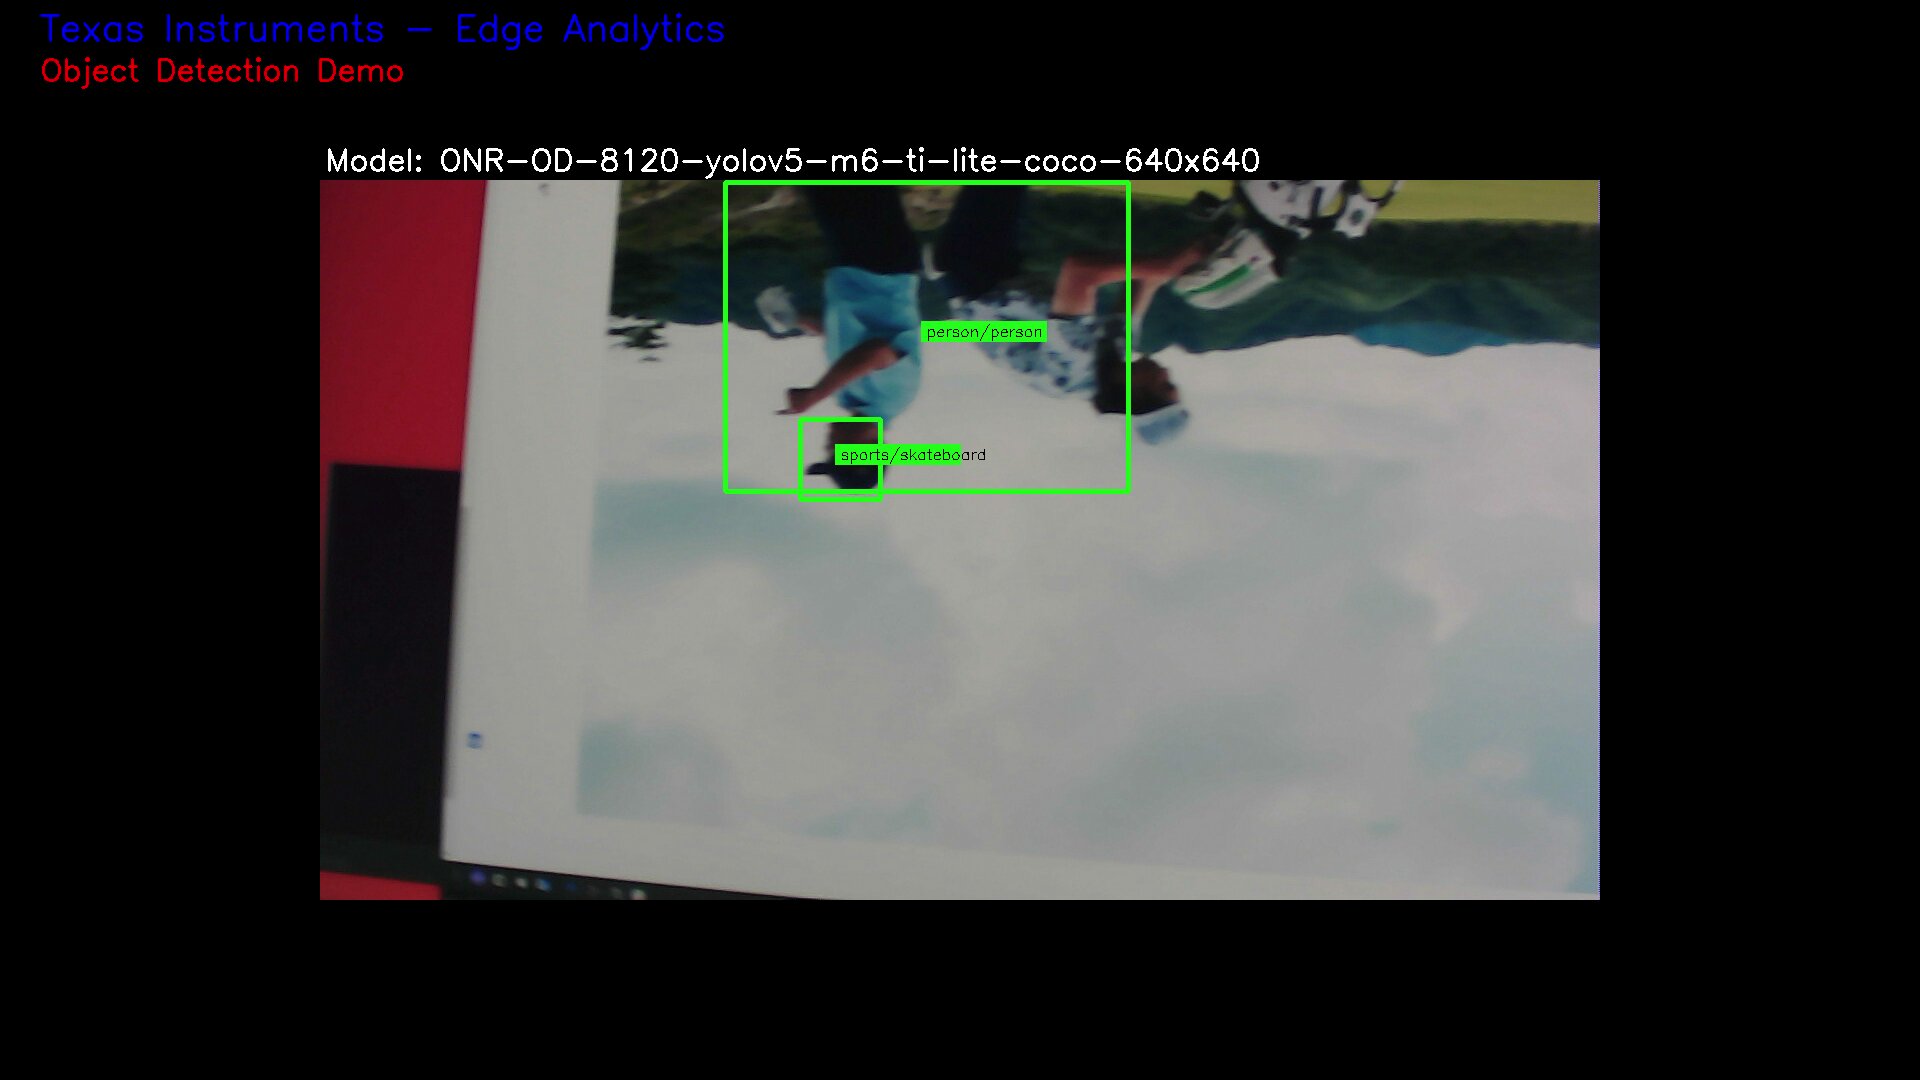 Texas Instruments - Edge Analytics
Object Detection Demo
Model: ONR-OD-8120-yolov5-m6-ti-lite-coco-640x640
person/person
sports/skateboard